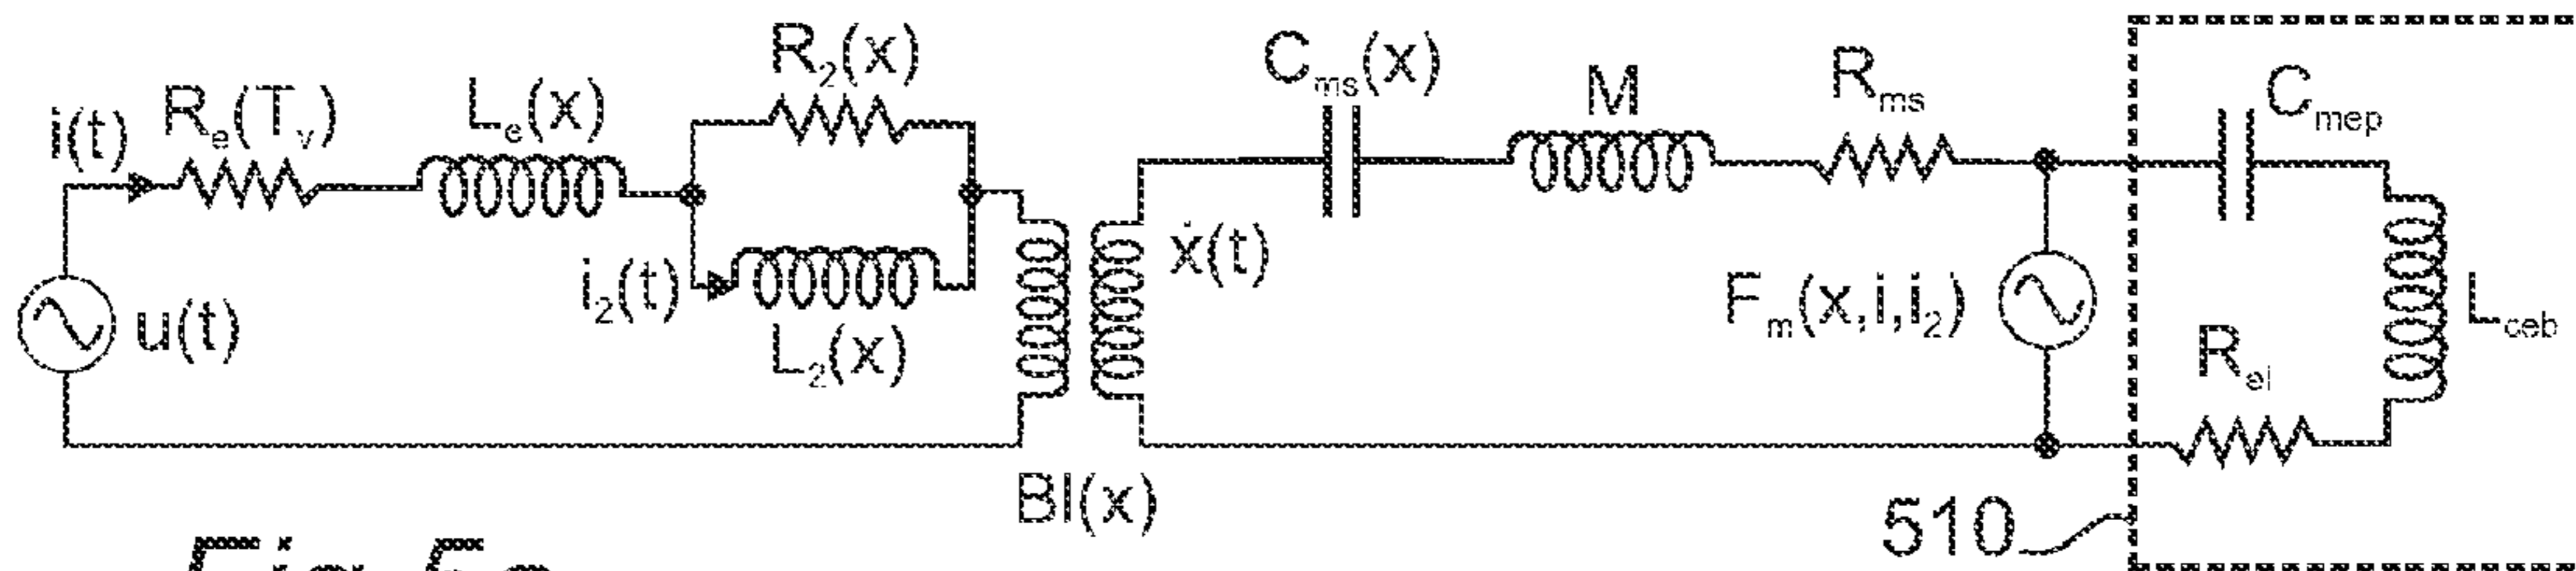 i(t)
Rₑ(Tᵥ)
Lₑ(x)
R₂(x)
i₂(t)
L₂(x)
u(t)
Bl(x)
ẋ(t)
Cₘₛ(x)
M
Rₘₛ
Fₘ(x,i,i₂)
Cmep
Lceb
Rel
510